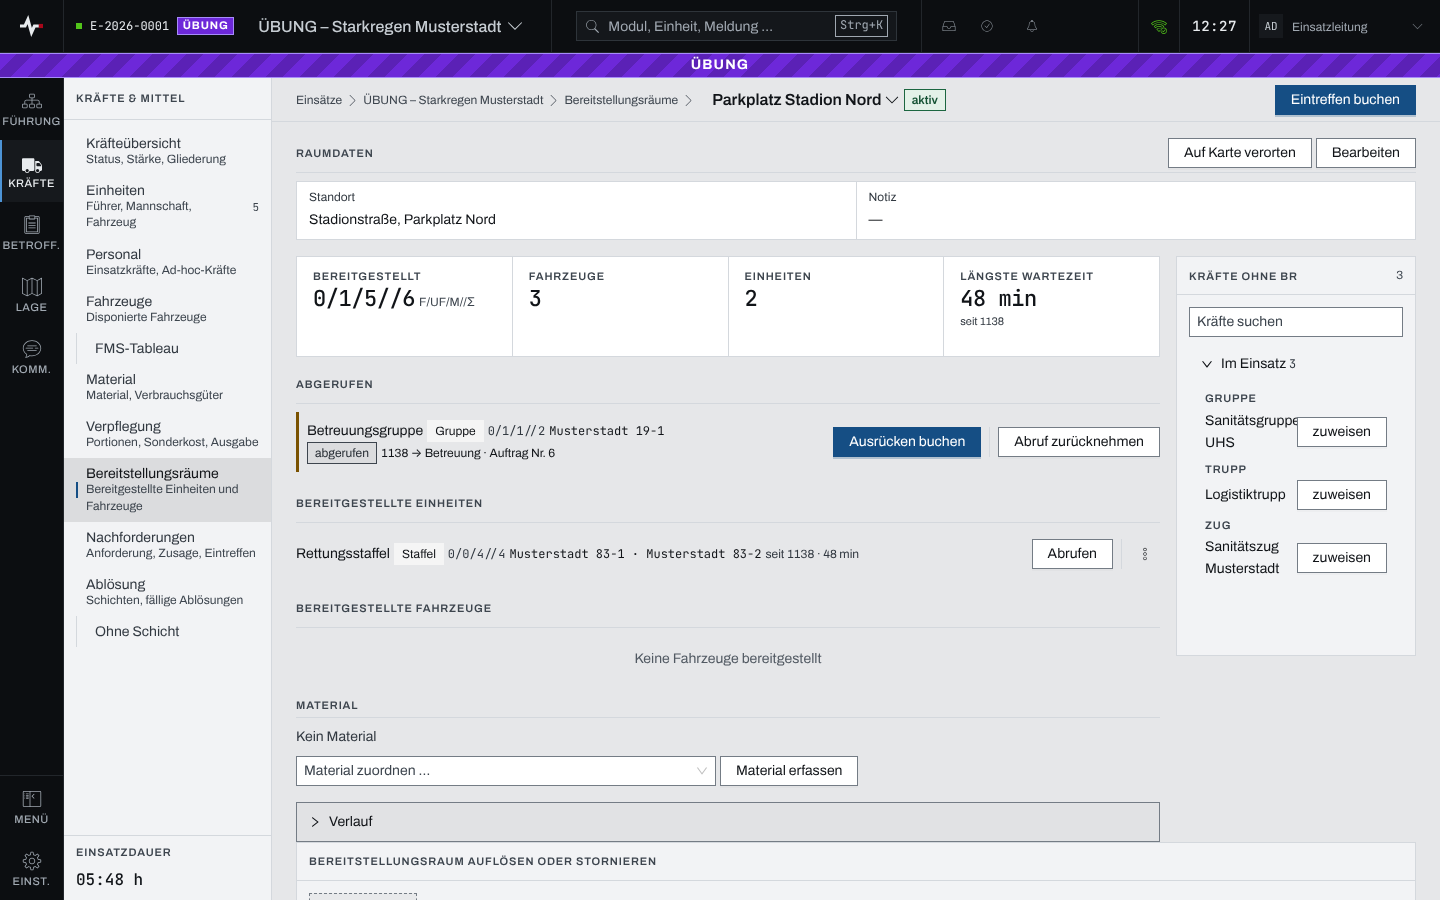 E-2026-0001 ÜBUNG ÜBUNG – Starkregen Musterstadt Modul, Einheit, Meldung ... Strg+K 12:27 AD Einsatzleitung
ÜBUNG
FÜHRUNG
KRÄFTE
BETROFF.
LAGE
KOMM.
MENÜ
EINST.
KRÄFTE & MITTEL
Kräfteübersicht
Status, Stärke, Gliederung
Einheiten
Führer, Mannschaft,
Fahrzeug
5
Personal
Einsatzkräfte, Ad-hoc-Kräfte
Fahrzeuge
Disponierte Fahrzeuge
FMS-Tableau
Material
Material, Verbrauchsgüter
Verpflegung
Portionen, Sonderkost, Ausgabe
Bereitstellungsräume
Bereitgestellte Einheiten und
Fahrzeuge
Nachforderungen
Anforderung, Zusage, Eintreffen
Ablösung
Schichten, fällige Ablösungen
Ohne Schicht
EINSATZDAUER
05:48 h
Einsätze ÜBUNG – Starkregen Musterstadt Bereitstellungsräume Parkplatz Stadion Nord aktiv Eintreffen buchen
RAUMDATEN Auf Karte verorten Bearbeiten
Standort
Stadionstraße, Parkplatz Nord
Notiz
—
BEREITGESTELLT
0/1/5//6 F/UF/M//Σ
FAHRZEUGE
3
EINHEITEN
2
LÄNGSTE WARTEZEIT
48 min
seit 1138
ABGERUFEN
Betreuungsgruppe Gruppe 0/1/1//2 Musterstadt 19-1
abgerufen 1138 → Betreuung · Auftrag Nr. 6
Ausrücken buchen Abruf zurücknehmen
BEREITGESTELLTE EINHEITEN
Rettungsstaffel Staffel 0/0/4//4 Musterstadt 83-1 · Musterstadt 83-2 seit 1138 · 48 min Abrufen
BEREITGESTELLTE FAHRZEUGE
Keine Fahrzeuge bereitgestellt
MATERIAL
Kein Material
Material zuordnen ... Material erfassen
Verlauf
BEREITSTELLUNGSRAUM AUFLÖSEN ODER STORNIEREN
KRÄFTE OHNE BR 3
Kräfte suchen
Im Einsatz 3
GRUPPE
Sanitätsgruppe
UHS
zuweisen
TRUPP
Logistiktrupp zuweisen
ZUG
Sanitätszug
Musterstadt
zuweisen